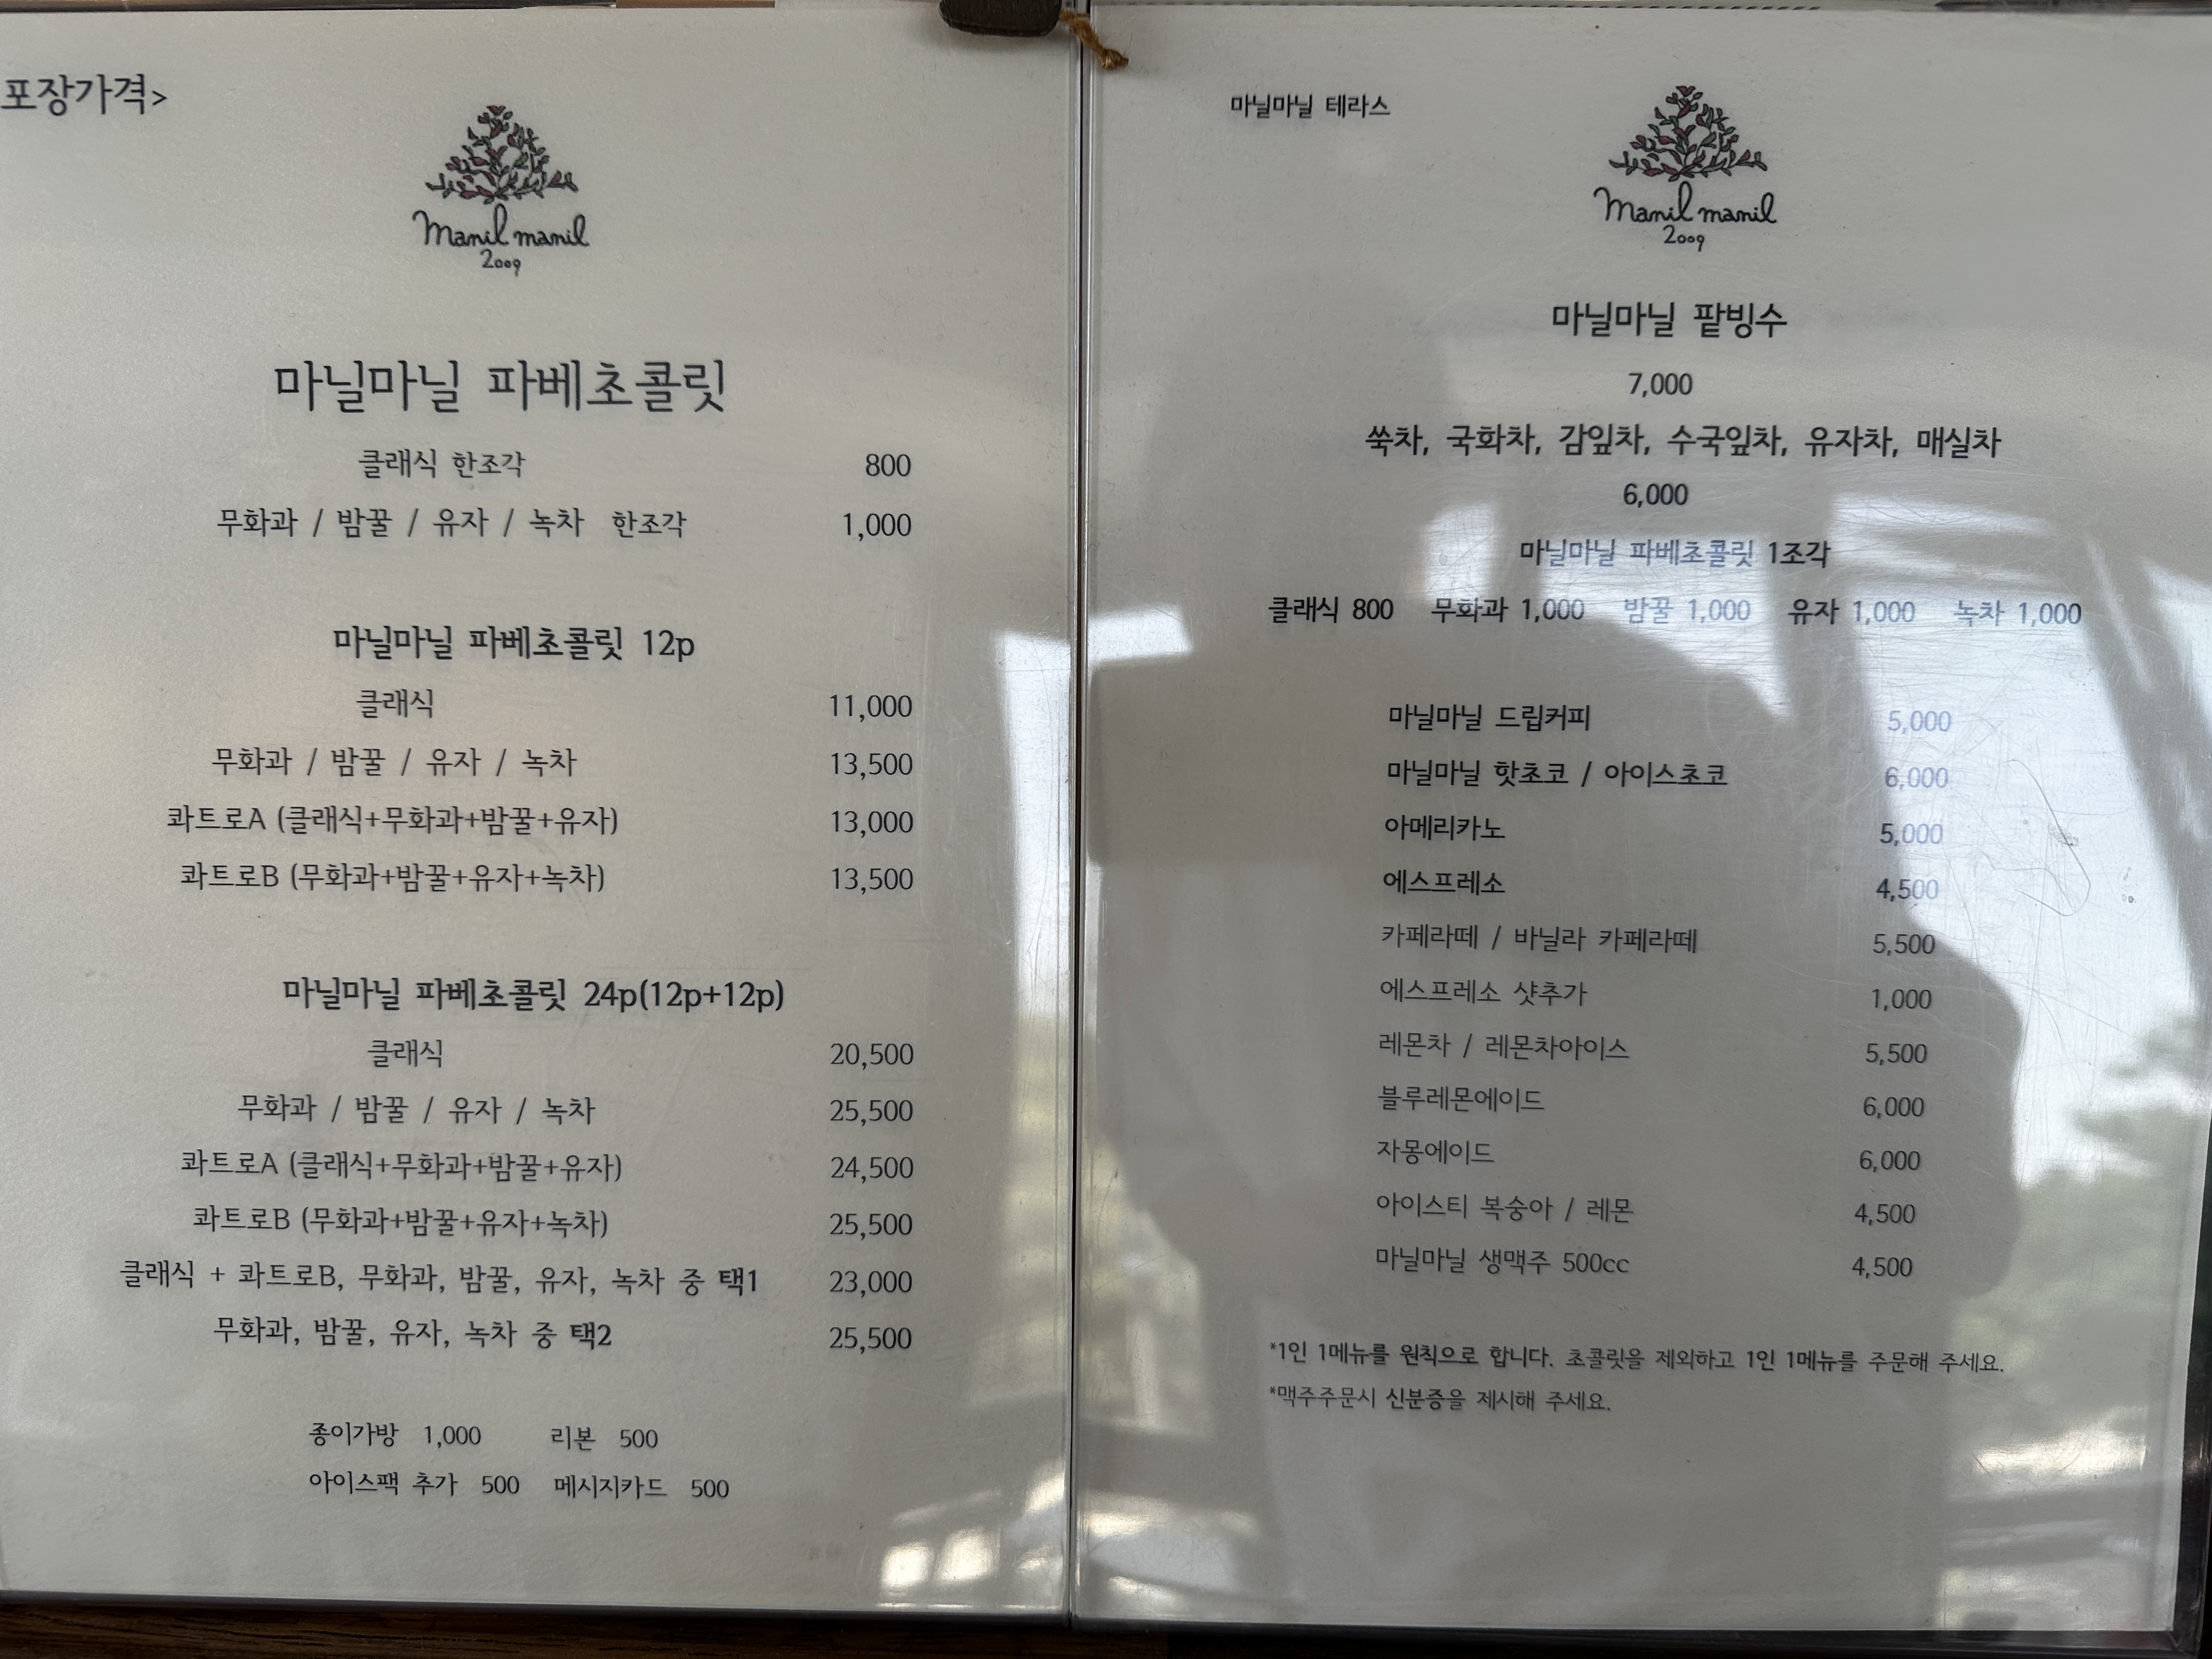 포장가격>
Manil manil
2009
마닐마닐 파베초콜릿
클래식 한조각 800
무화과 / 밤꿀 / 유자 / 녹차 한조각 1,000
마닐마닐 파베초콜릿 12p
클래식 11,000
무화과 / 밤꿀 / 유자 / 녹차 13,500
콰트로A (클래식+무화과+밤꿀+유자) 13,000
콰트로B (무화과+밤꿀+유자+녹차) 13,500
마닐마닐 파베초콜릿 24p(12p+12p)
클래식 20,500
무화과 / 밤꿀 / 유자 / 녹차 25,500
콰트로A (클래식+무화과+밤꿀+유자) 24,500
콰트로B (무화과+밤꿀+유자+녹차) 25,500
클래식 + 콰트로B, 무화과, 밤꿀, 유자, 녹차 중 택1 23,000
무화과, 밤꿀, 유자, 녹차 중 택2 25,500
종이가방 1,000 리본 500
아이스팩 추가 500 메시지카드 500
마닐마닐 테라스
Manil manil
2009
마닐마닐 팥빙수
7,000
쑥차, 국화차, 감잎차, 수국잎차, 유자차, 매실차
6,000
마닐마닐 파베초콜릿 1조각
클래식 800 무화과 1,000 밤꿀 1,000 유자 1,000 녹차 1,000
마닐마닐 드립커피 5,000
마닐마닐 핫초코 / 아이스초코 6,000
아메리카노 5,000
에스프레소 4,500
카페라떼 / 바닐라 카페라떼 5,500
에스프레소 샷추가 1,000
레몬차 / 레몬차아이스 5,500
블루레몬에이드 6,000
자몽에이드 6,000
아이스티 복숭아 / 레몬 4,500
마닐마닐 생맥주 500cc 4,500
*1인 1메뉴를 원칙으로 합니다. 초콜릿을 제외하고 1인 1메뉴를 주문해 주세요.
*맥주주문시 신분증을 제시해 주세요.